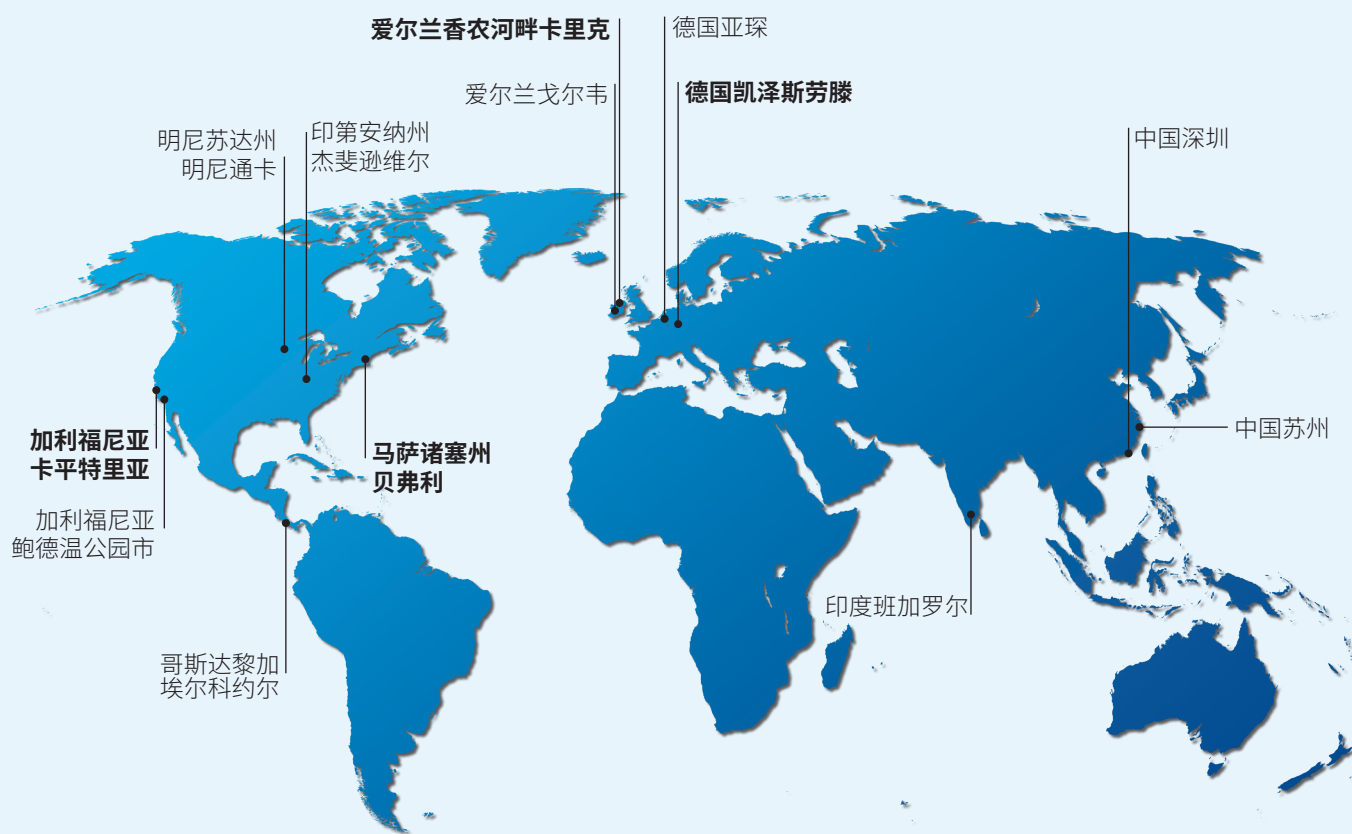 爱尔兰香农河畔卡里克
德国亚琛
爱尔兰戈尔韦
德国凯泽斯劳滕
明尼苏达州
明尼通卡
印第安纳州
杰斐逊维尔
中国深圳
加利福尼亚
卡平特里亚
马萨诸塞州
贝弗利
中国苏州
加利福尼亚
鲍德温公园市
印度班加罗尔
哥斯达黎加
埃尔科约尔